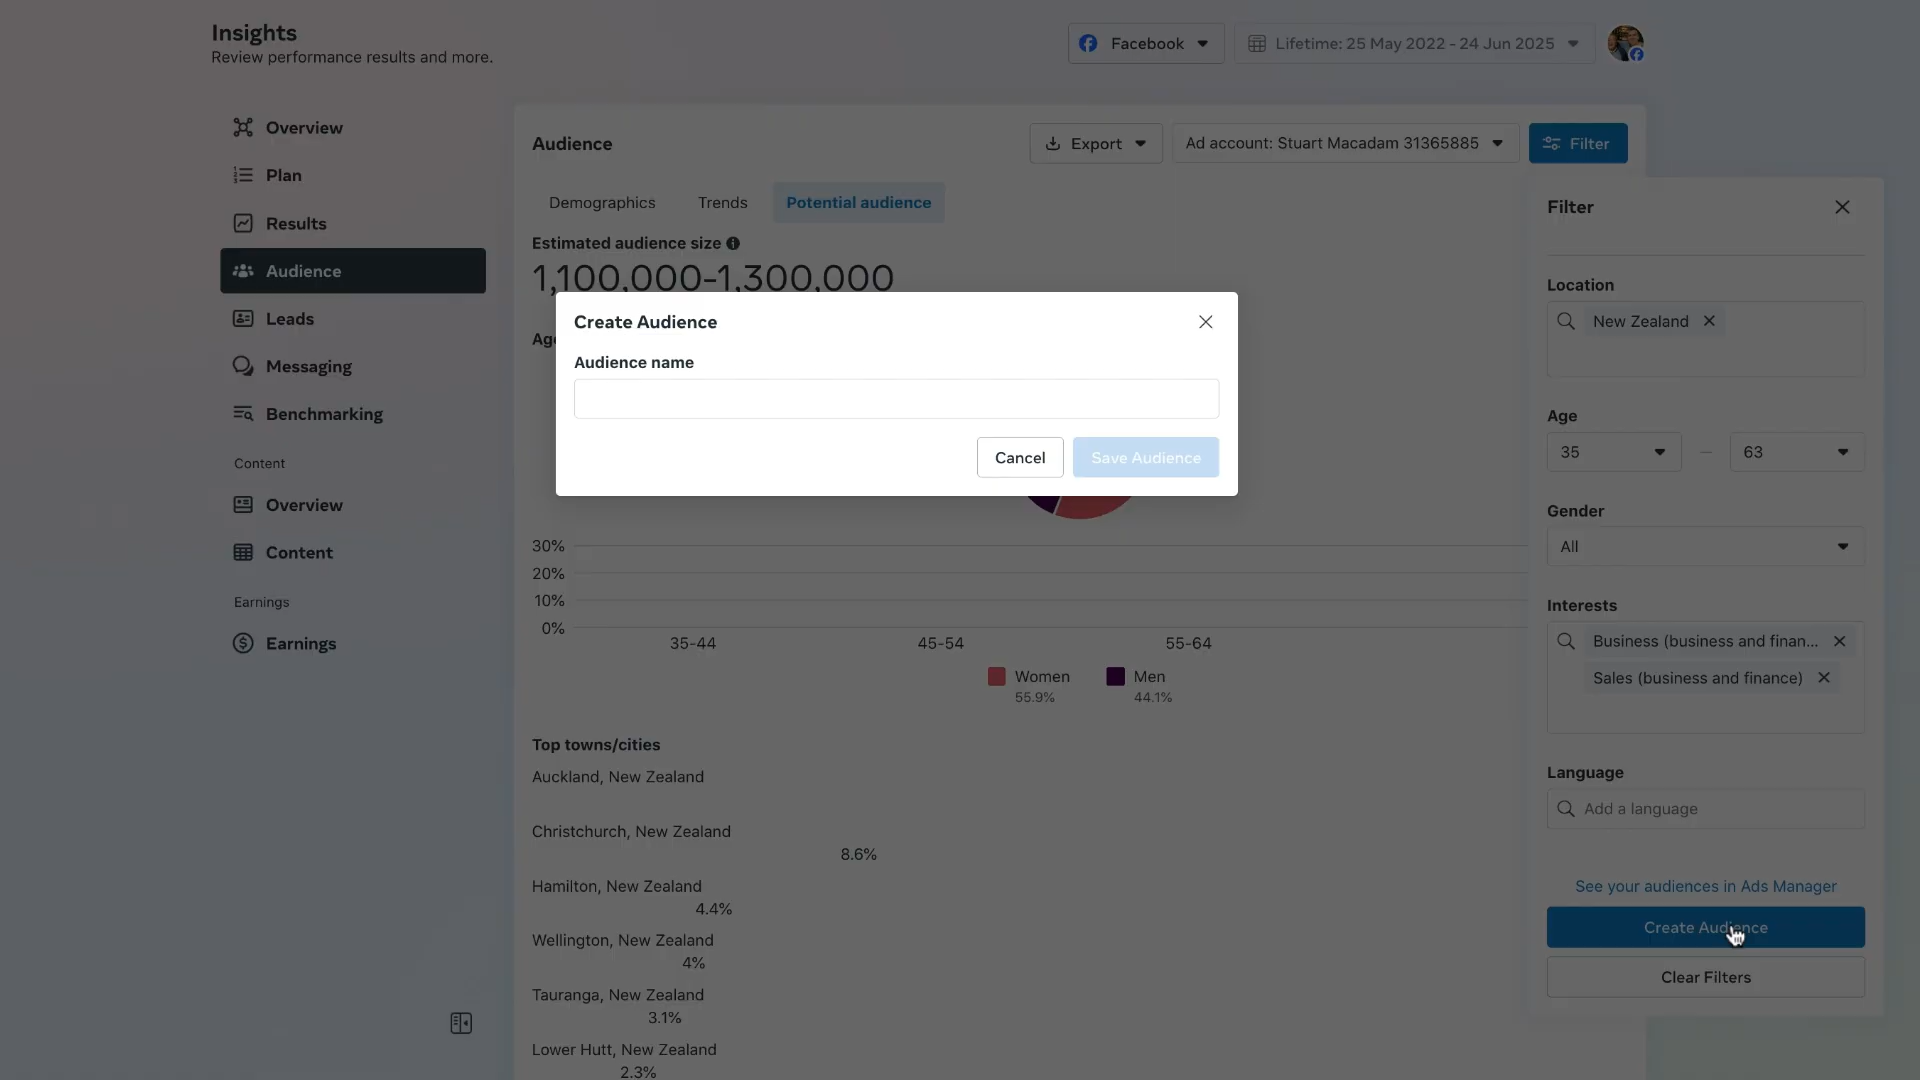 Insights
Review performance results and more.
Facebook
Lifetime: 25 May 2022 - 24 Jun 2025
Overview
Plan
Results
Audience
Leads
Messaging
Benchmarking
Content
Overview
Content
Earnings
Earnings
Audience
Export
Ad account: Stuart Macadam 31365885
Filter
Demographics
Trends
Potential audience
Estimated audience size
1,100,000-1,300,000
Create Audience
Audience name
Cancel
Save Audience
30%
20%
10%
0%
35-44
45-54
55-64
Women
55.9%
Men
44.1%
Top towns/cities
Auckland, New Zealand
Christchurch, New Zealand
8.6%
Hamilton, New Zealand
4.4%
Wellington, New Zealand
4%
Tauranga, New Zealand
3.1%
Lower Hutt, New Zealand
2.3%
Filter
Location
New Zealand
Age
35
63
Gender
All
Interests
Business (business and finan...
Sales (business and finance)
Language
Add a language
See your audiences in Ads Manager
Create Audience
Clear Filters